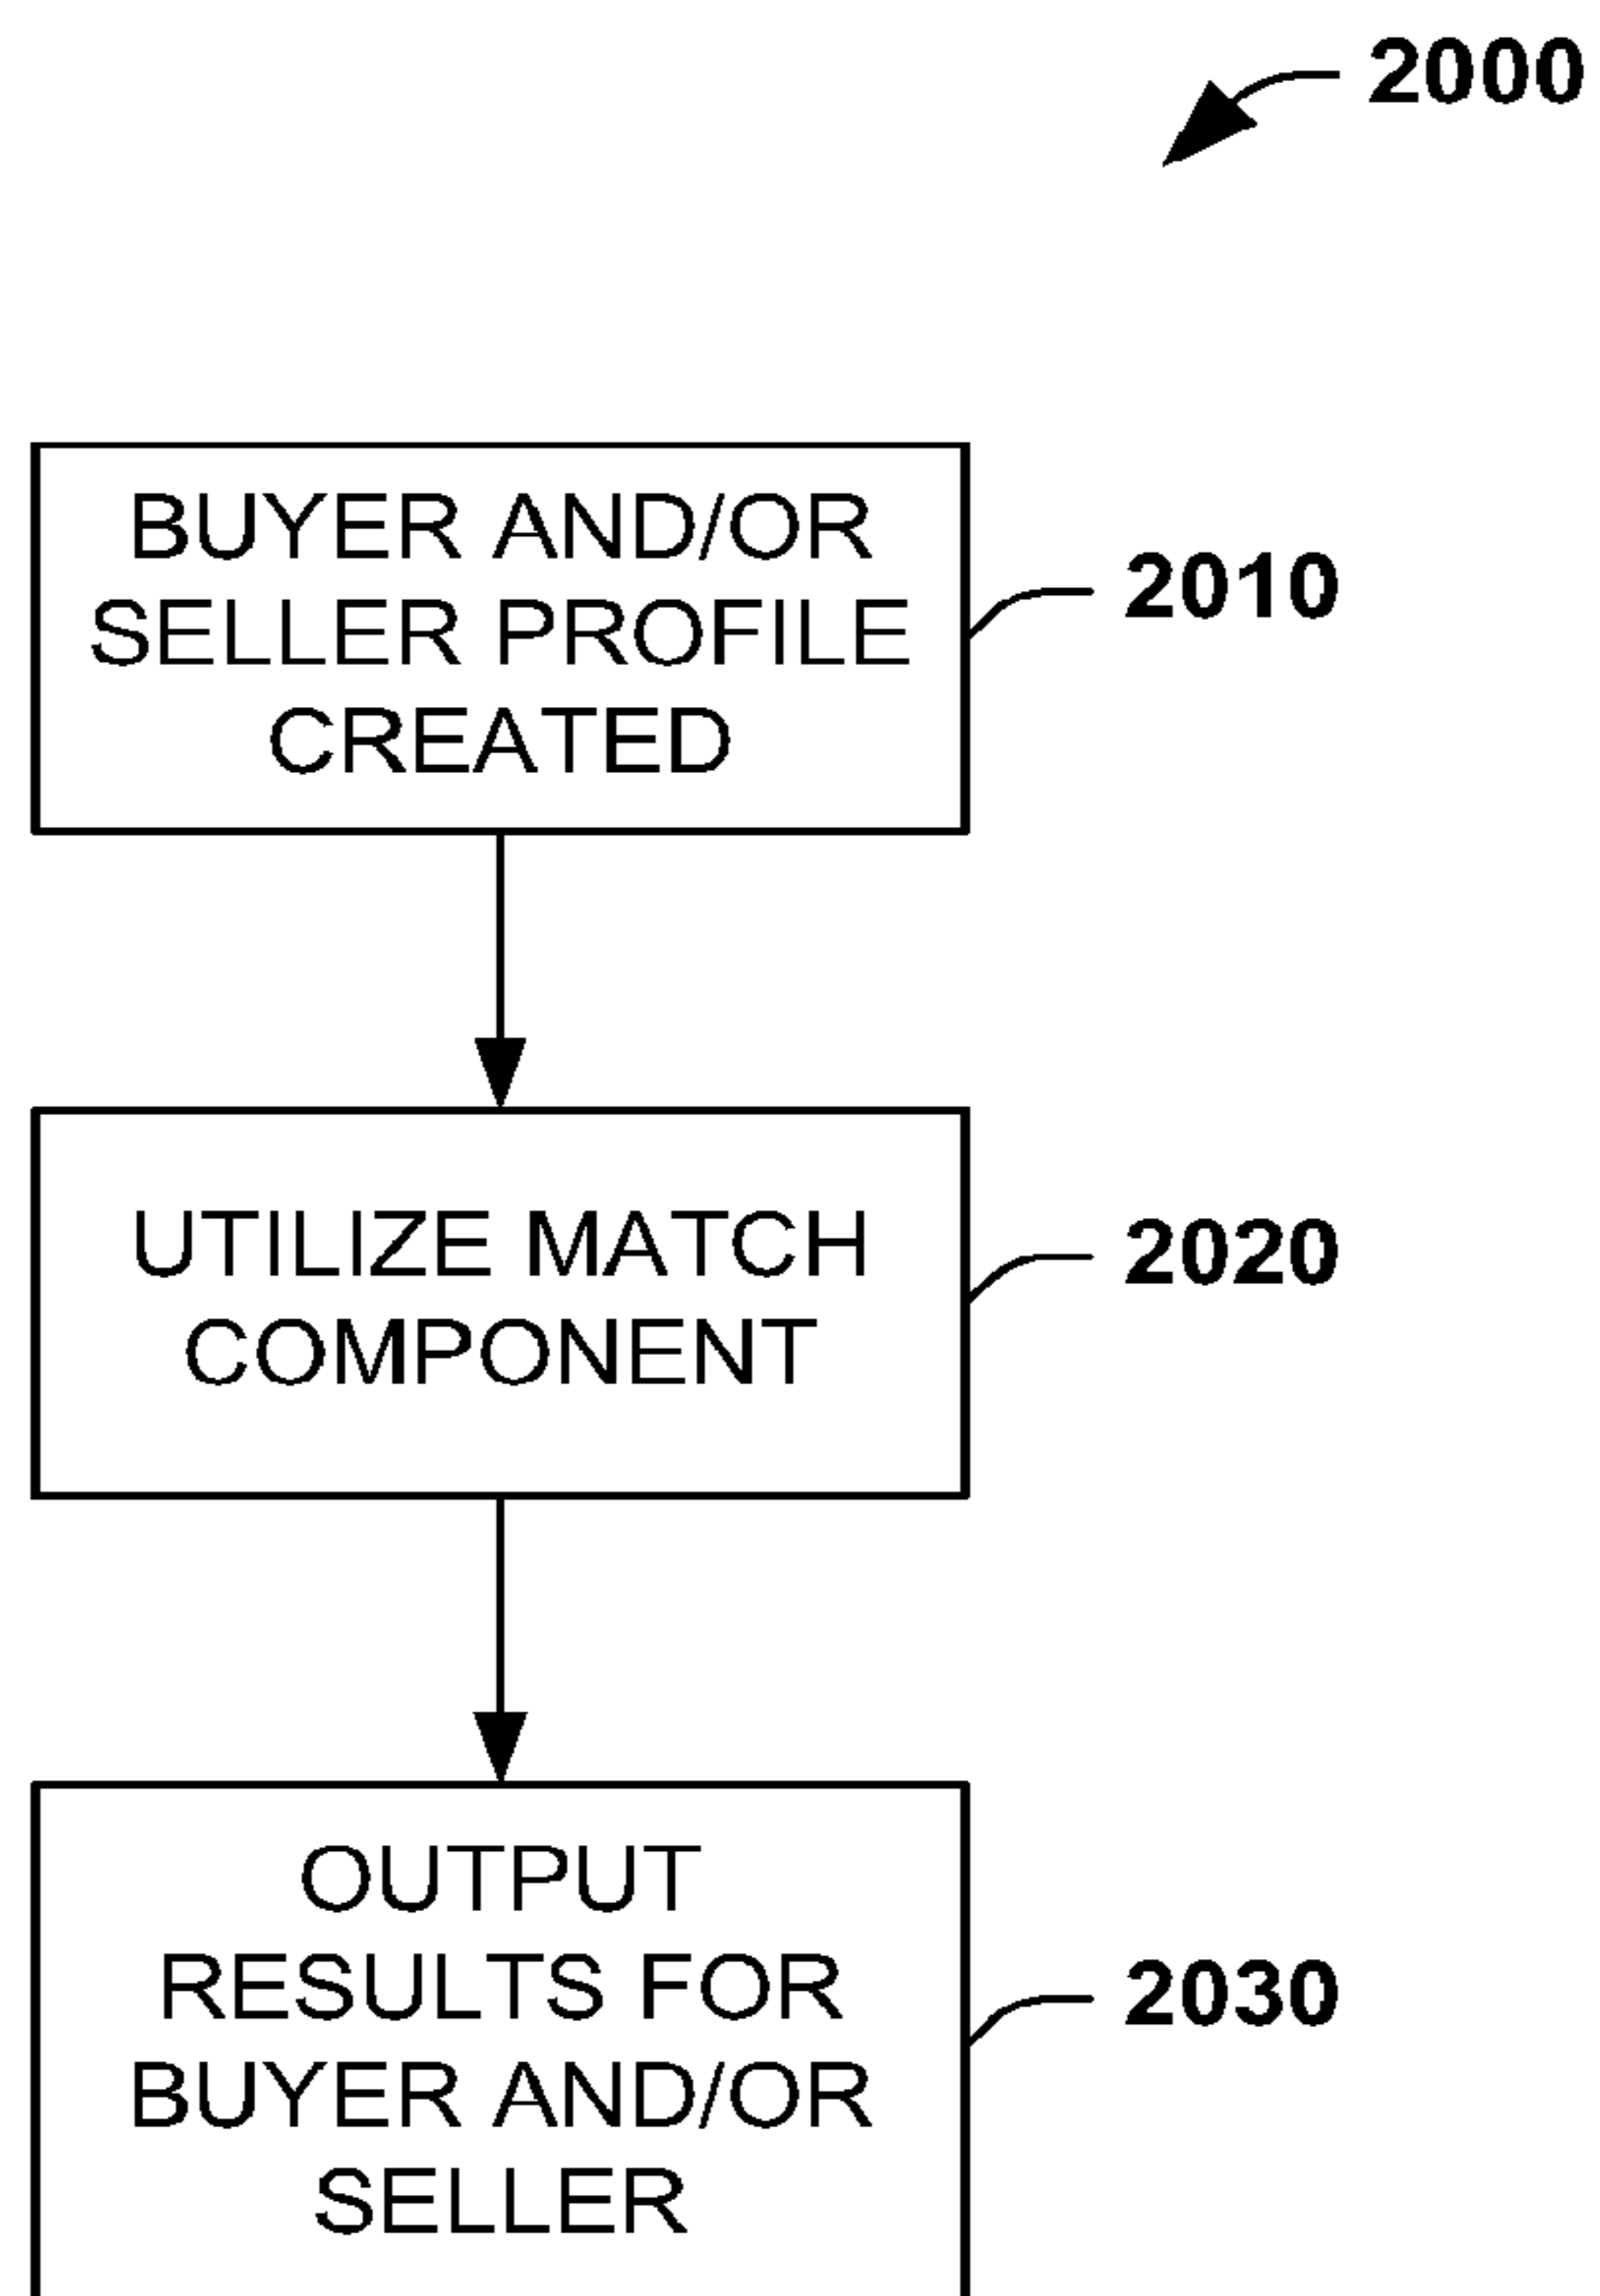 2000
BUYER AND/OR
SELLER PROFILE
CREATED
2010
UTILIZE MATCH
COMPONENT
2020
OUTPUT
RESULTS FOR
BUYER AND/OR
SELLER
2030